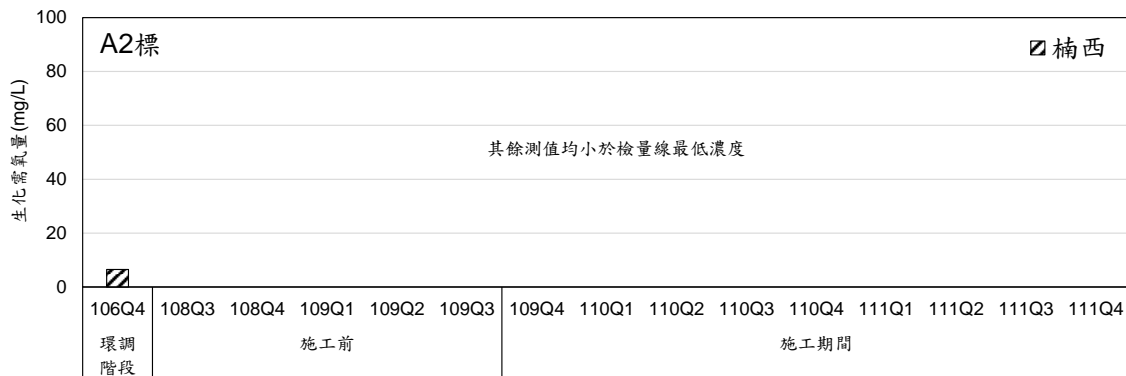 A2標
楠西
生化需氧量(mg/L)
100
80
60
40
20
0
其餘測值均小於檢量線最低濃度
106Q4 108Q3 108Q4 109Q1 109Q2 109Q3 109Q4 110Q1 110Q2 110Q3 110Q4 111Q1 111Q2 111Q3 111Q4
環調階段 施工前 施工期間